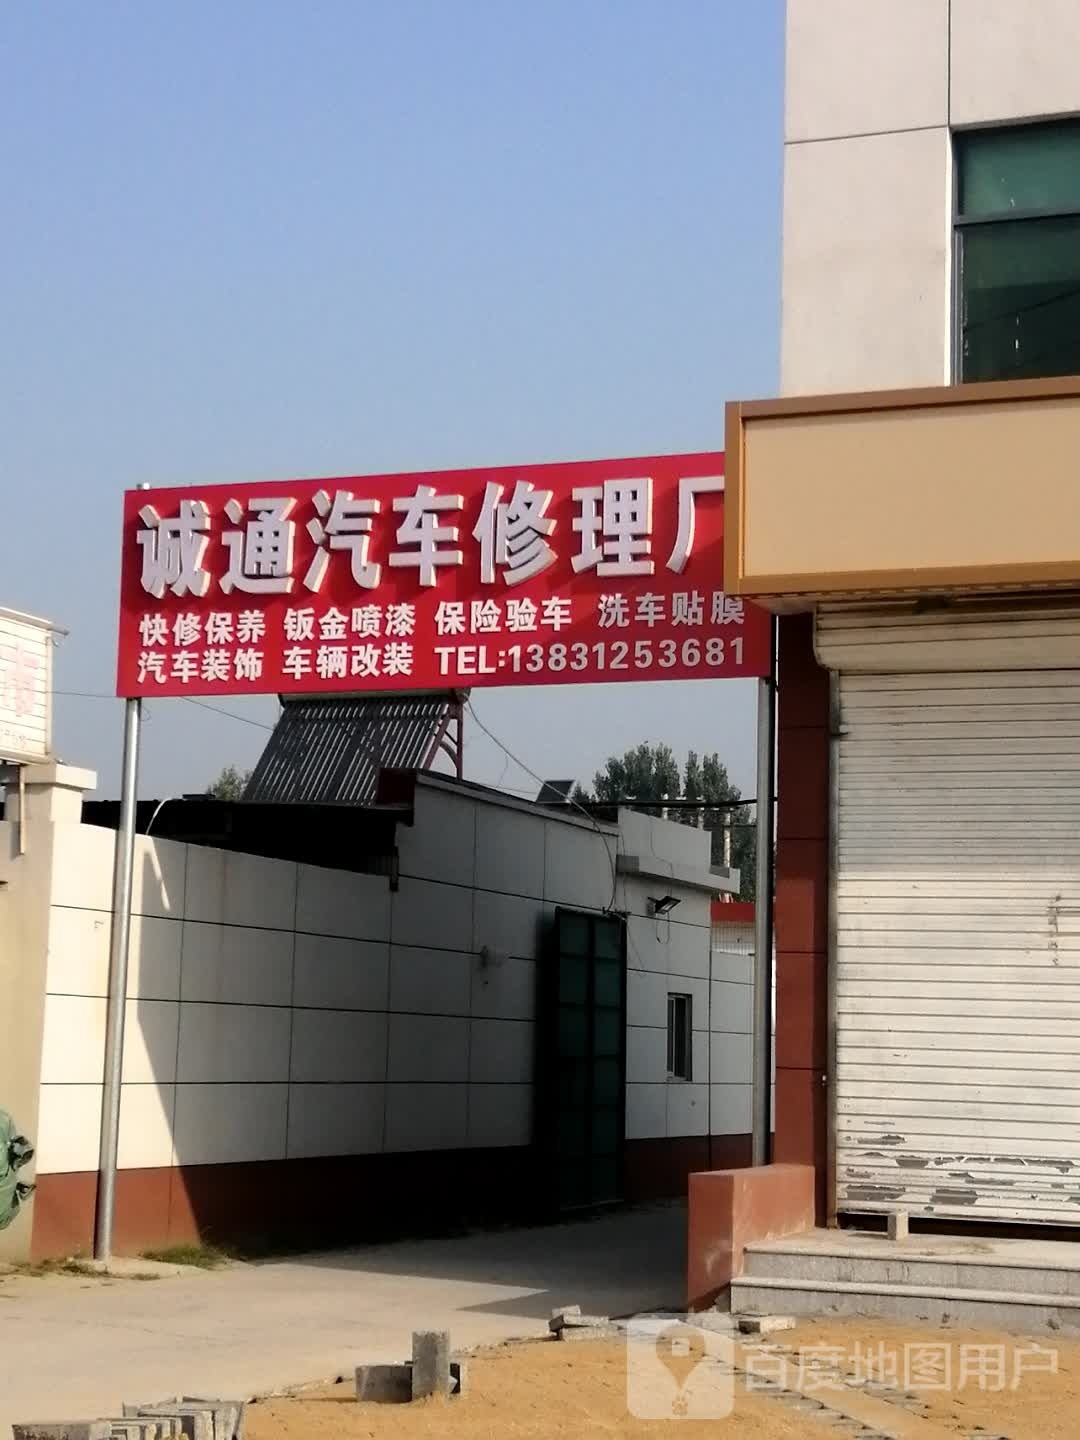 诚通汽车修理厂
快修保养 钣金喷漆 保险验车 洗车贴膜
汽车装饰 车辆改装 TEL:13831253681
百度地图用户